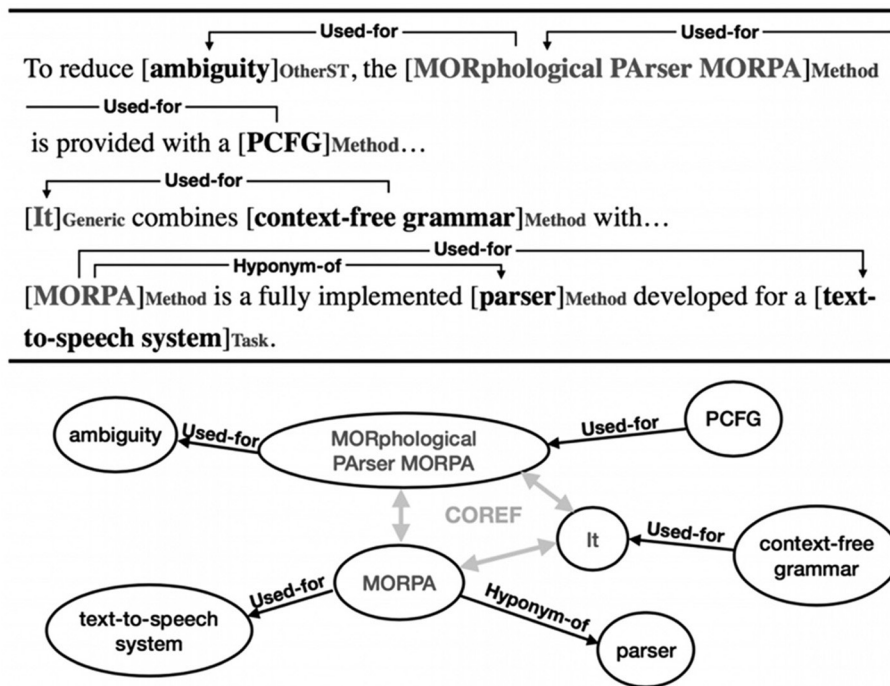 Used-for Used-for
To reduce [ambiguity]OtherST, the [MORphological PArser MORPA]Method
Used-for
is provided with a [PCFG]Method…
Used-for
[It]Generic combines [context-free grammar]Method with…
Used-for
Hyponym-of
[MORPA]Method is a fully implemented [parser]Method developed for a [text-
to-speech system]Task.
ambiguity
Used-for
MORphological
PArser MORPA
Used-for
PCFG
COREF
It
Used-for
context-free
grammar
MORPA
Used-for
text-to-speech
system
Hyponym-of
parser